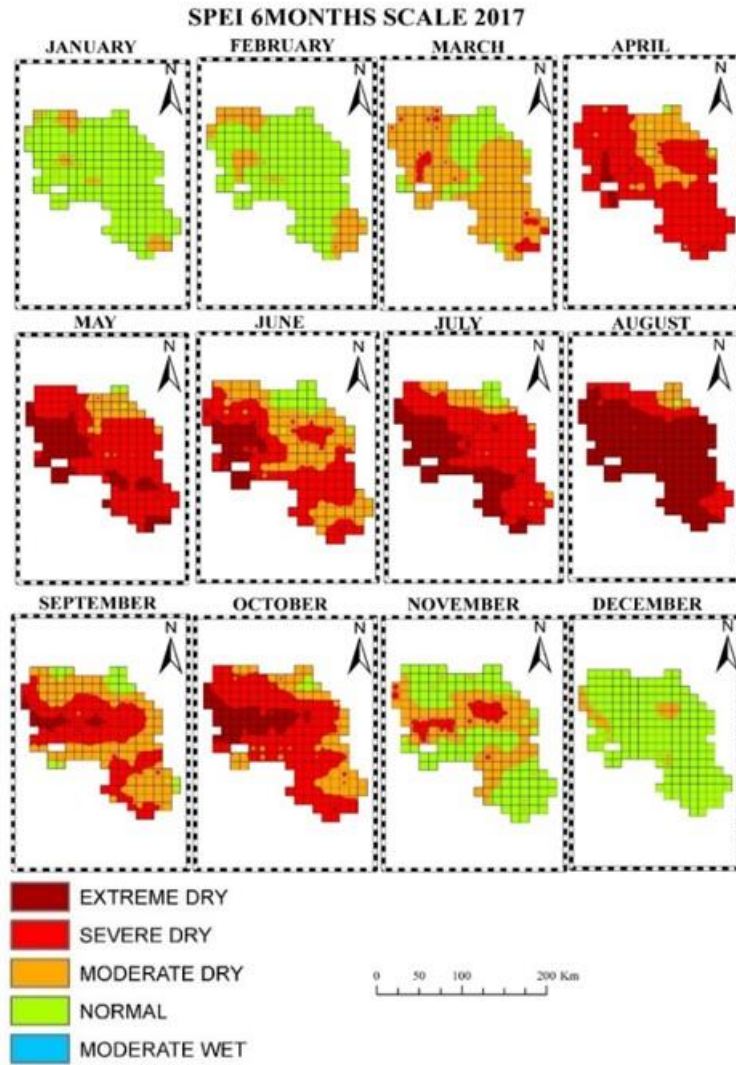 SPEI 6MONTHS SCALE 2017
JANUARY FEBRUARY MARCH APRIL
N N N N
MAY JUNE JULY AUGUST
N N N N
SEPTEMBER OCTOBER NOVEMBER DECEMBER
N N N N
EXTREME DRY
SEVERE DRY
MODERATE DRY
NORMAL
MODERATE WET
0 50 100 200 Km